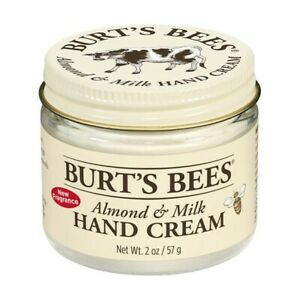 BURT'S BEES
Almond & Milk HAND CREAM
BURT'S BEES®
New
Fragrance
Almond & Milk
HAND CREAM
Net Wt. 2 oz / 57 g